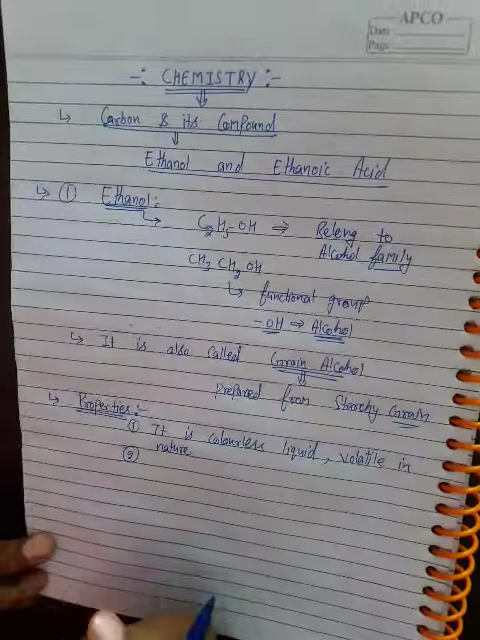 APCO
Date
Page
-: CHEMISTRY :-
↳ Carbon & its Compound
Ethanol and Ethanoic Acid
↳ ① Ethanol:
↳ C2H5-OH ⇒ Releng to
Alcohol family
CH3 CH2 OH
↳ functional group
-OH ⇒ Alcohol
↳ It is also called Grain Alcohol
Prepared from Starchy Grain
↳ Properties:-
① It is colourless liquid, volatile in
nature
②